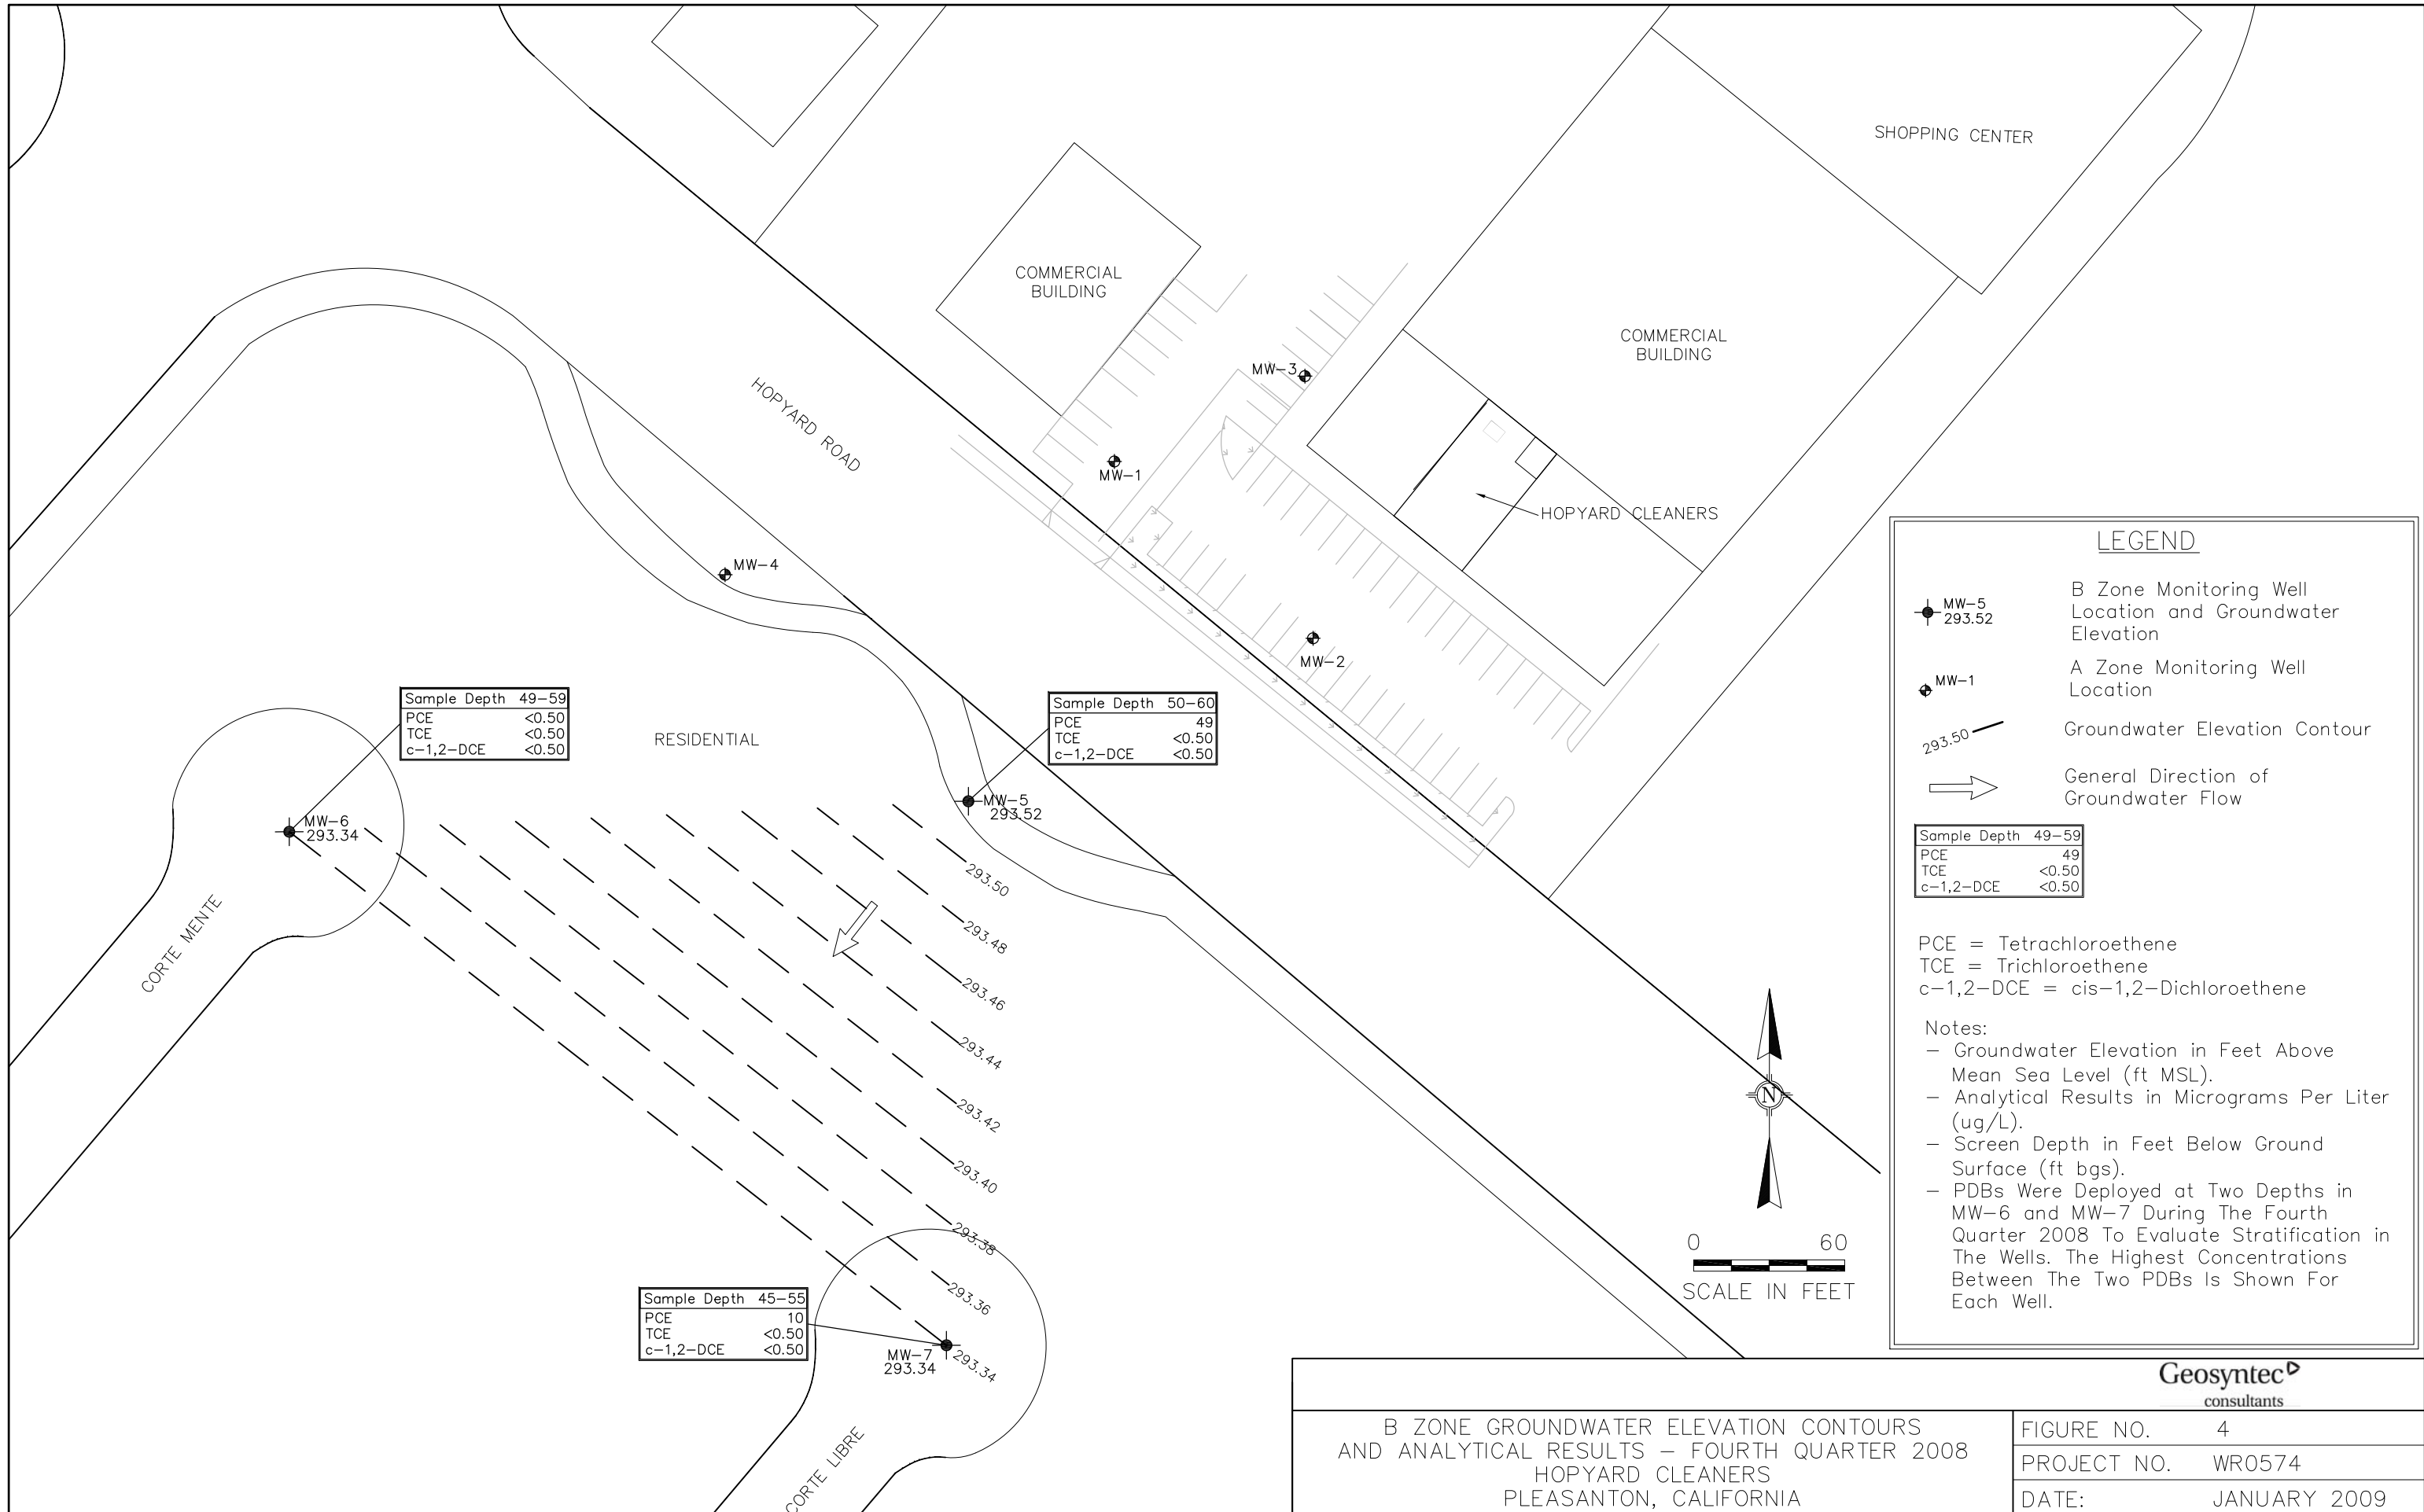 SHOPPING CENTER
COMMERCIAL
BUILDING
COMMERCIAL
BUILDING
MW-3
HOPYARD ROAD
MW-1
HOPYARD CLEANERS
MW-4
MW-2
Sample Depth 49-59
PCE <0.50
TCE <0.50
c-1,2-DCE <0.50
RESIDENTIAL
Sample Depth 50-60
PCE 49
TCE <0.50
c-1,2-DCE <0.50
MW-5
293.52
MW-6
293.34
CORTE MENTE
293.50
293.48
293.46
293.44
293.42
293.40
293.38
293.36
293.34
Sample Depth 45-55
PCE 10
TCE <0.50
c-1,2-DCE <0.50
MW-7
293.34
CORTE LIBRE
N
0 60
SCALE IN FEET
LEGEND
MW-5
293.52
B Zone Monitoring Well
Location and Groundwater
Elevation
MW-1
A Zone Monitoring Well
Location
293.50
Groundwater Elevation Contour
General Direction of
Groundwater Flow
Sample Depth 49-59
PCE 49
TCE <0.50
c-1,2-DCE <0.50
PCE = Tetrachloroethene
TCE = Trichloroethene
c-1,2-DCE = cis-1,2-Dichloroethene
Notes:
- Groundwater Elevation in Feet Above
Mean Sea Level (ft MSL).
- Analytical Results in Micrograms Per Liter
(ug/L).
- Screen Depth in Feet Below Ground
Surface (ft bgs).
- PDBs Were Deployed at Two Depths in
MW-6 and MW-7 During The Fourth
Quarter 2008 To Evaluate Stratification in
The Wells. The Highest Concentrations
Between The Two PDBs Is Shown For
Each Well.
Geosyntec
consultants
B ZONE GROUNDWATER ELEVATION CONTOURS
AND ANALYTICAL RESULTS - FOURTH QUARTER 2008
HOPYARD CLEANERS
PLEASANTON, CALIFORNIA
FIGURE NO. 4
PROJECT NO. WR0574
DATE: JANUARY 2009